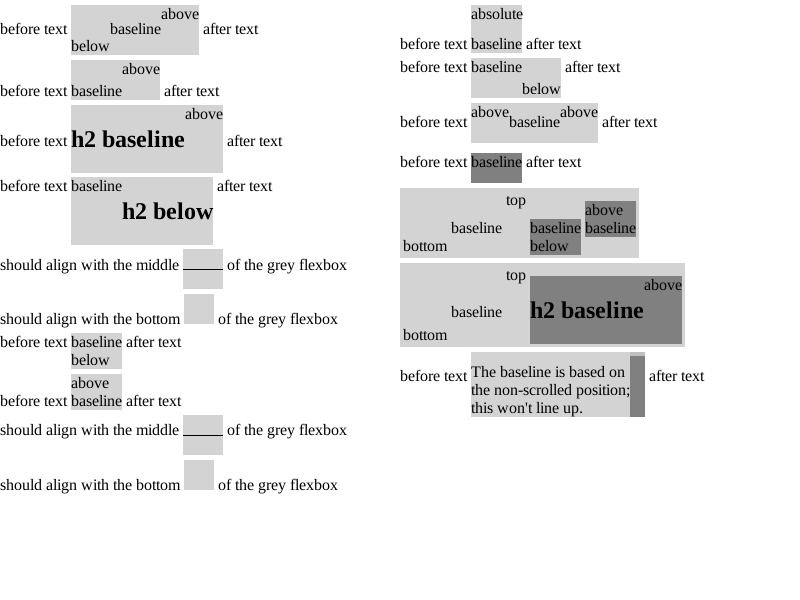 above
before text baseline after text
below
above
before text baseline after text
above
before text h2 baseline after text
before text baseline after text
h2 below
should align with the middle of the grey flexbox
should align with the bottom of the grey flexbox
before text baseline after text
below
above
before text baseline after text
should align with the middle of the grey flexbox
should align with the bottom of the grey flexbox
absolute
before text baseline after text
before text baseline after text
below
above above
before text baseline after text
before text baseline after text
top
above
baseline baseline baseline
bottom below
top
above
baseline h2 baseline
bottom
before text The baseline is based on after text
the non-scrolled position;
this won't line up.